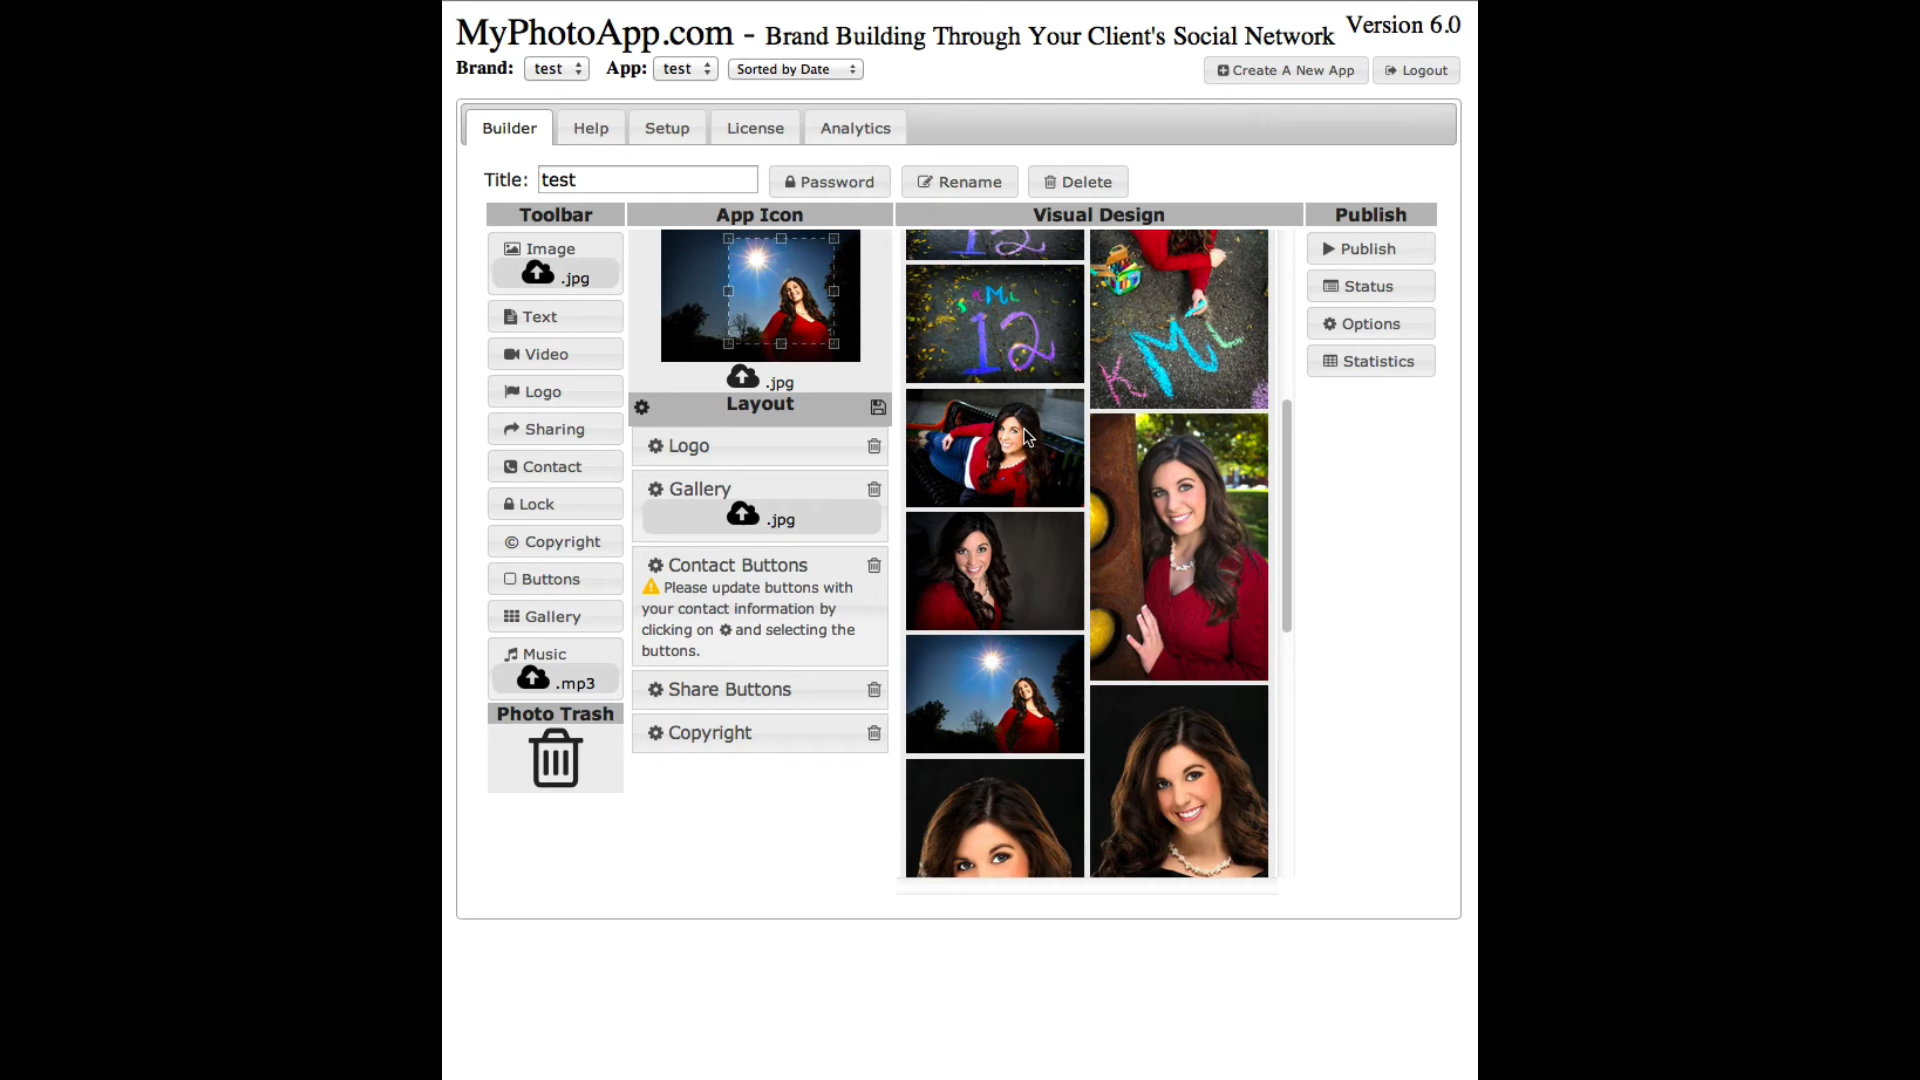 MyPhotoApp.com - Brand Building Through Your Client's Social Network Version 6.0
Brand: test App: test Sorted by Date Create A New App Logout
Builder Help Setup License Analytics
Title: test Password Rename Delete
Toolbar App Icon Visual Design Publish
Image
.jpg
Text
Video
Logo
Sharing
Contact
Lock
© Copyright
Buttons
Gallery
Music
.mp3
Photo Trash
.jpg
Layout
Logo
Gallery
.jpg
Contact Buttons
Please update buttons with
your contact information by
clicking on and selecting the
buttons.
Share Buttons
Copyright
12
KML
12
KML
Publish
Status
Options
Statistics